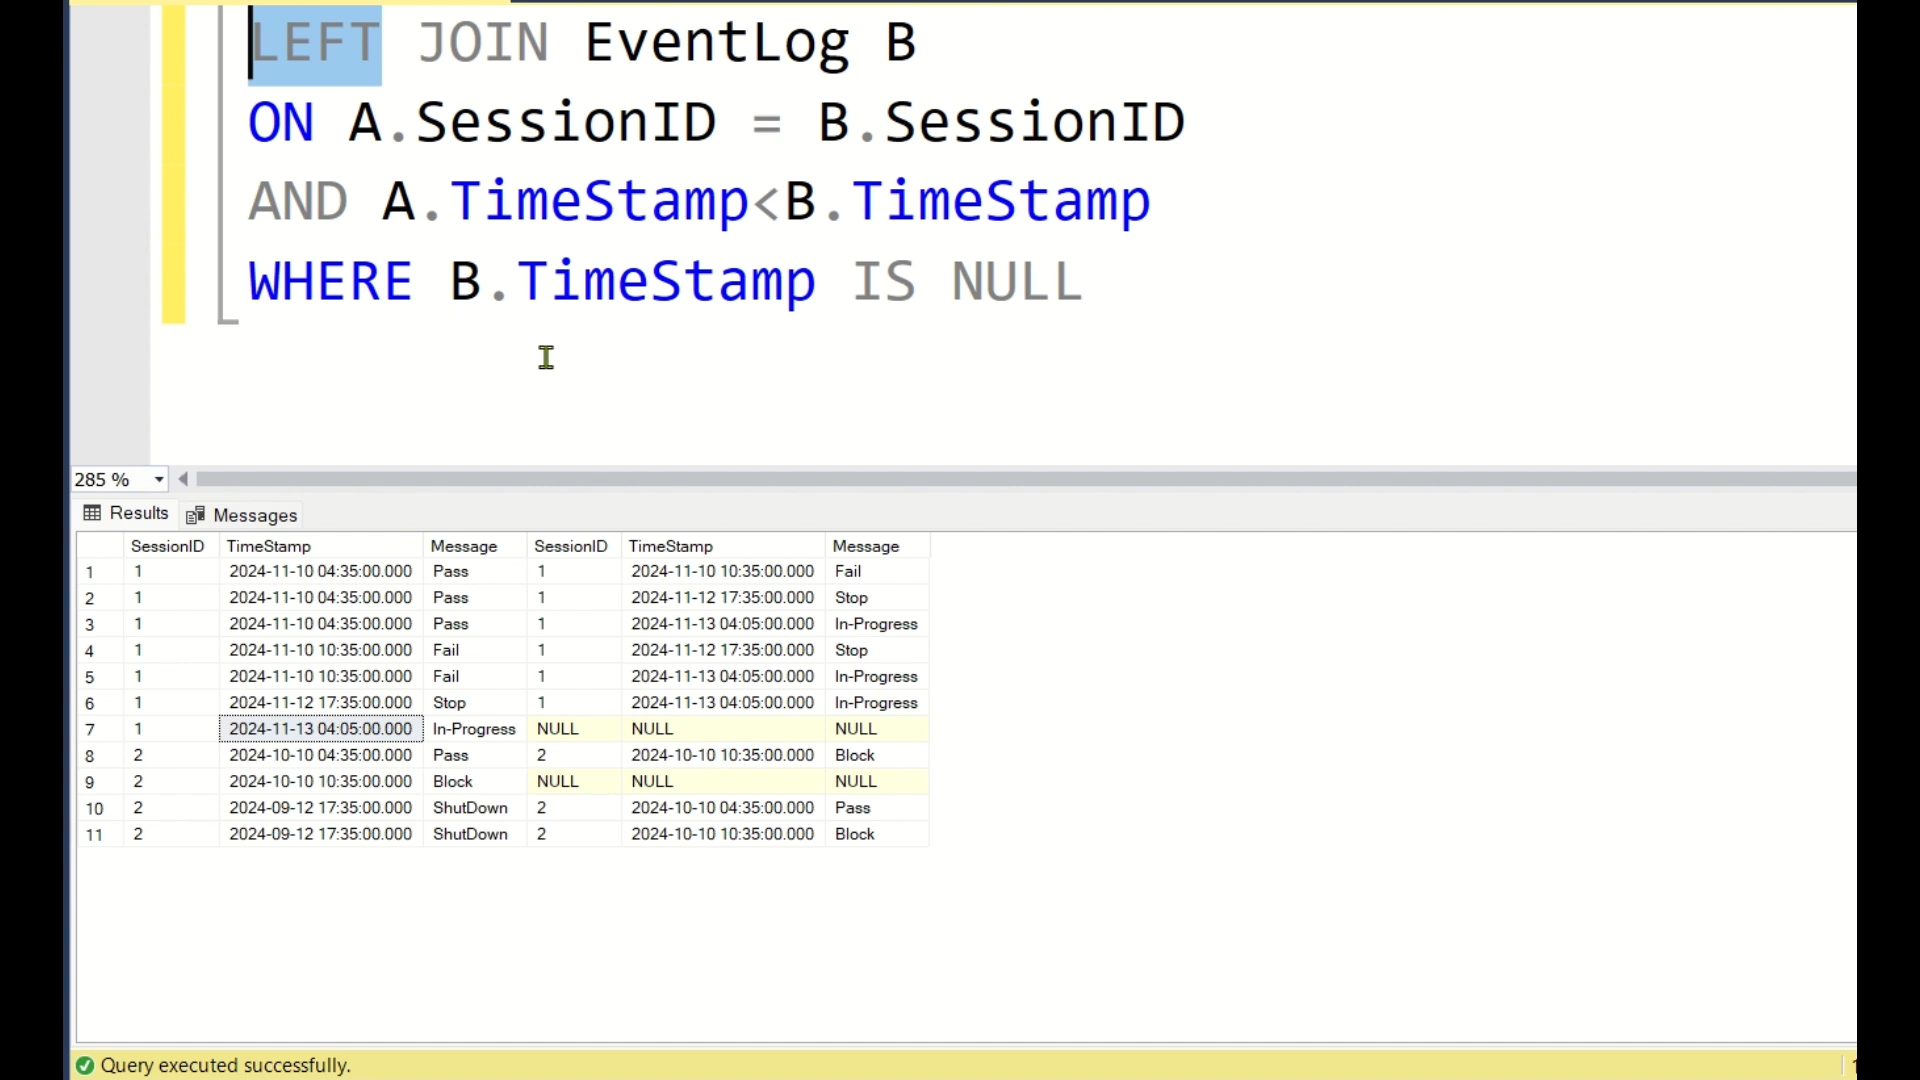 LEFT JOIN EventLog B
ON A.SessionID = B.SessionID
AND A.TimeStamp<B.TimeStamp
WHERE B.TimeStamp IS NULL
285 %
Results Messages
SessionID TimeStamp Message SessionID TimeStamp Message
1 1 2024-11-10 04:35:00.000 Pass 1 2024-11-10 10:35:00.000 Fail
2 1 2024-11-10 04:35:00.000 Pass 1 2024-11-12 17:35:00.000 Stop
3 1 2024-11-10 04:35:00.000 Pass 1 2024-11-13 04:05:00.000 In-Progress
4 1 2024-11-10 10:35:00.000 Fail 1 2024-11-12 17:35:00.000 Stop
5 1 2024-11-10 10:35:00.000 Fail 1 2024-11-13 04:05:00.000 In-Progress
6 1 2024-11-12 17:35:00.000 Stop 1 2024-11-13 04:05:00.000 In-Progress
7 1 2024-11-13 04:05:00.000 In-Progress NULL NULL NULL
8 2 2024-10-10 04:35:00.000 Pass 2 2024-10-10 10:35:00.000 Block
9 2 2024-10-10 10:35:00.000 Block NULL NULL NULL
10 2 2024-09-12 17:35:00.000 ShutDown 2 2024-10-10 04:35:00.000 Pass
11 2 2024-09-12 17:35:00.000 ShutDown 2 2024-10-10 10:35:00.000 Block
Query executed successfully.